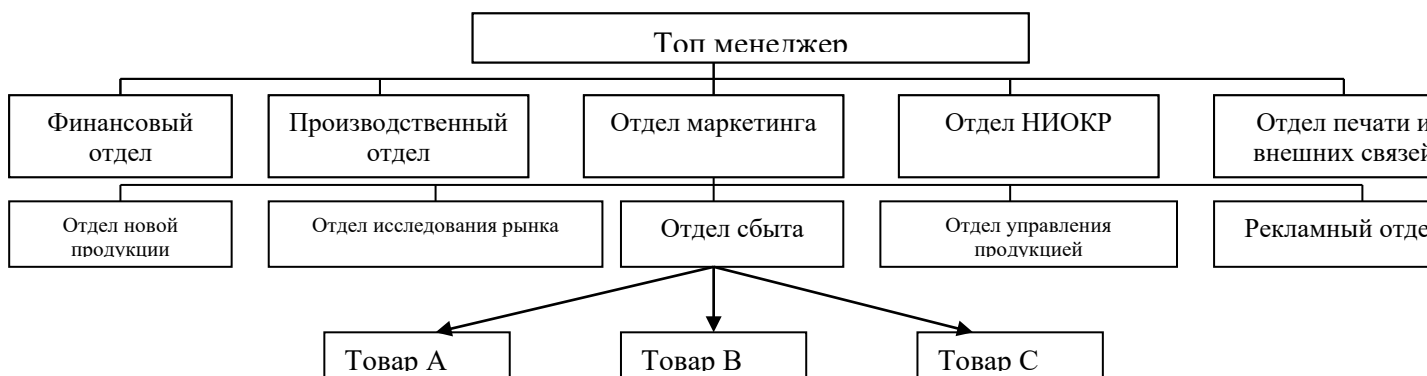 Топ менеджер
Финансовый
отдел
Производственный
отдел
Отдел маркетинга
Отдел НИОКР
Отдел печати и
внешних связей
Отдел новой
продукции
Отдел исследования рынка
Отдел сбыта
Отдел управления
продукцией
Рекламный отде
Товар А
Товар В
Товар С